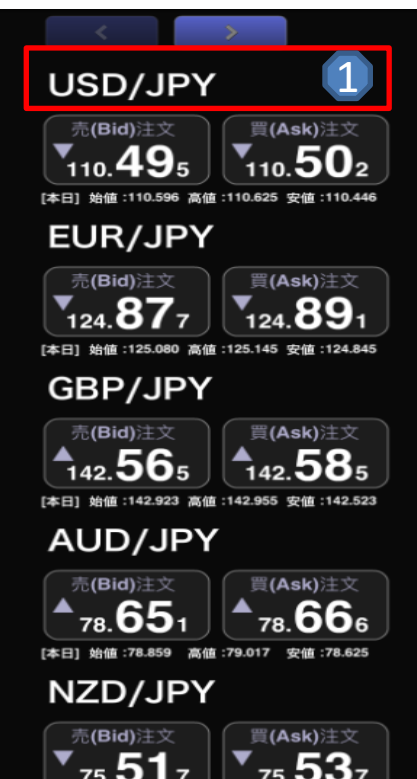 < >
USD/JPY 1
売(Bid)注文 買(Ask)注文
▼110.495 ▼110.502
[本日] 始値:110.596 高値:110.625 安値:110.446
EUR/JPY
売(Bid)注文 買(Ask)注文
▼124.877 ▼124.891
[本日] 始値:125.080 高値:125.145 安値:124.845
GBP/JPY
売(Bid)注文 買(Ask)注文
▲142.565 ▲142.585
[本日] 始値:142.923 高値:142.955 安値:142.523
AUD/JPY
売(Bid)注文 買(Ask)注文
▲78.651 ▲78.666
[本日] 始値:78.859 高値:79.017 安値:78.625
NZD/JPY
売(Bid)注文 買(Ask)注文
▼75.517 ▼75.537